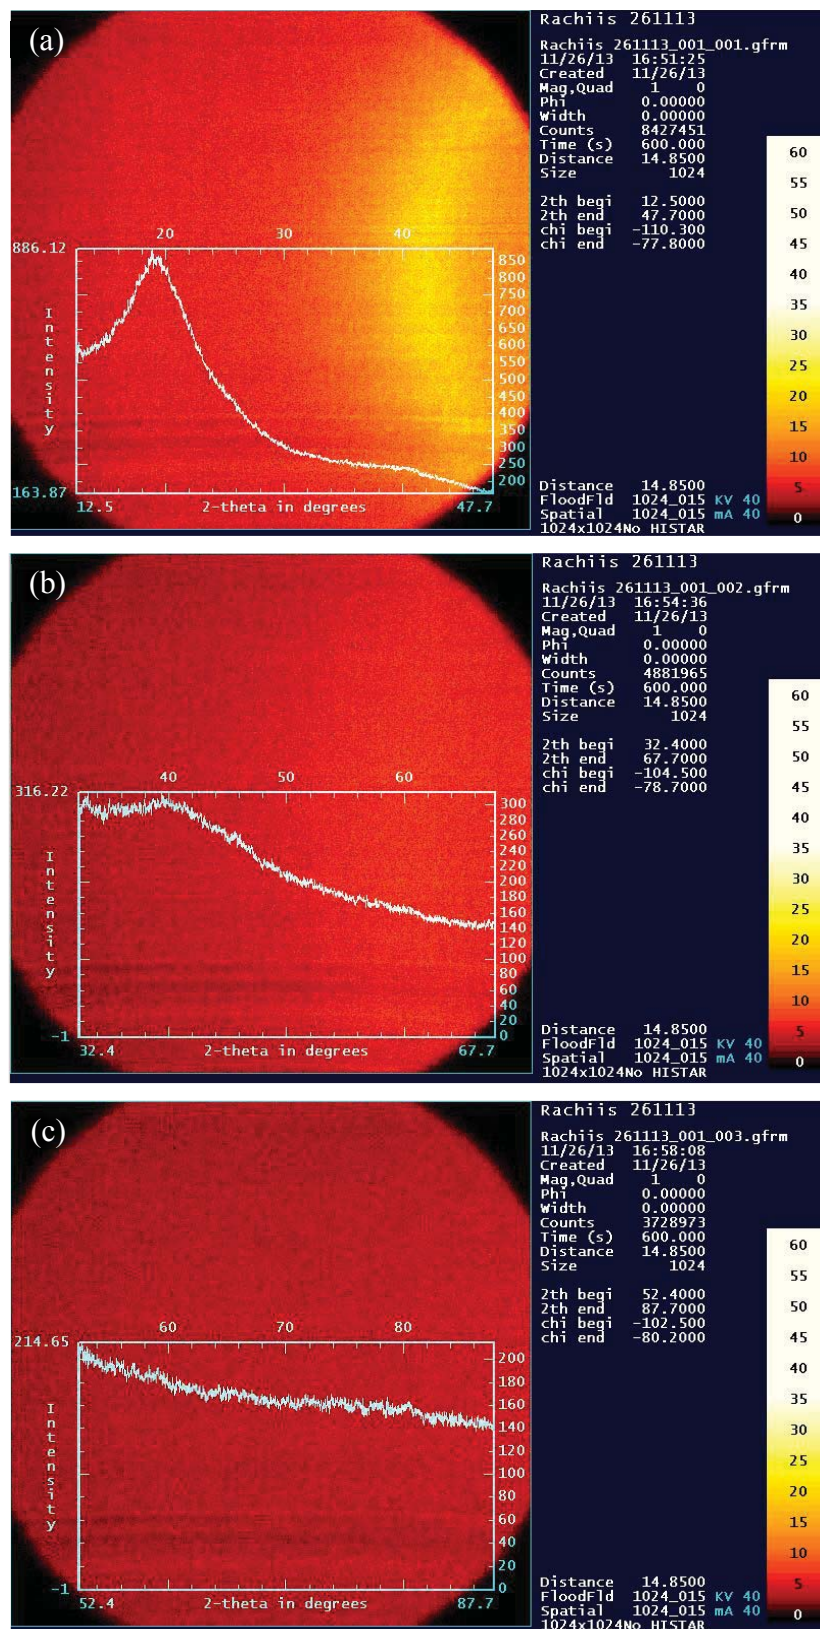 (a)
Rachiis 261113
Rachiis 261113_001_001.gfrm
11/26/13 16:51:25
Created 11/26/13
Mag,Quad 1 0
Phi 0.00000
Width 0.00000
Counts 8427451
Time (s) 600.000
Distance 14.8500
Size 1024
2th begi 12.5000
2th end 47.7000
chi begi -110.300
chi end -77.8000
60
55
50
45
40
35
30
25
20
15
10
5
0
20 30 40
886.12
850
800
750
700
650
600
550
500
450
400
350
300
250
200
Intensity
163.87
12.5 2-theta in degrees 47.7
Distance 14.8500
FloodFld 1024_015 KV 40
Spatial 1024_015 mA 40
1024x1024No HISTAR
(b)
Rachiis 261113
Rachiis 261113_001_002.gfrm
11/26/13 16:54:36
Created 11/26/13
Mag,Quad 1 0
Phi 0.00000
Width 0.00000
Counts 4881965
Time (s) 600.000
Distance 14.8500
Size 1024
2th begi 32.4000
2th end 67.7000
chi begi -104.500
chi end -78.7000
60
55
50
45
40
35
30
25
20
15
10
5
0
40 50 60
316.22
300
280
260
240
220
200
180
160
140
120
100
80
60
40
20
0
Intensity
-1
32.4 2-theta in degrees 67.7
Distance 14.8500
FloodFld 1024_015 KV 40
Spatial 1024_015 mA 40
1024x1024No HISTAR
(c)
Rachiis 261113
Rachiis 261113_001_003.gfrm
11/26/13 16:58:08
Created 11/26/13
Mag,Quad 1 0
Phi 0.00000
Width 0.00000
Counts 3728973
Time (s) 600.000
Distance 14.8500
Size 1024
2th begi 52.4000
2th end 87.7000
chi begi -102.500
chi end -80.2000
60
55
50
45
40
35
30
25
20
15
10
5
0
60 70 80
214.65
200
180
160
140
120
100
80
60
40
20
0
Intensity
-1
52.4 2-theta in degrees 87.7
Distance 14.8500
FloodFld 1024_015 KV 40
Spatial 1024_015 mA 40
1024x1024No HISTAR